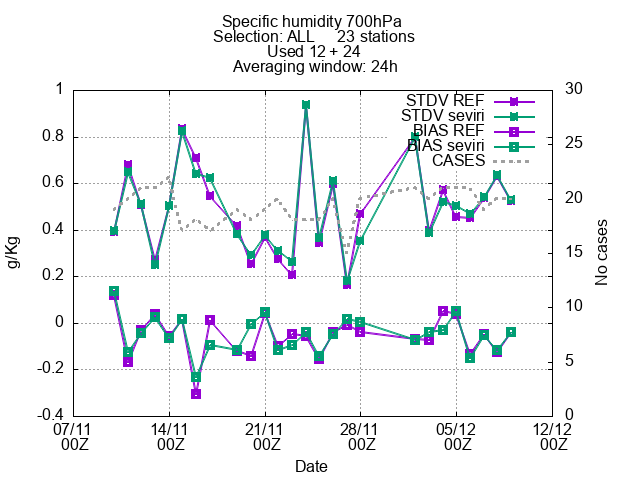 Specific humidity 700hPa
Selection: ALL 23 stations
Used 12 + 24
Averaging window: 24h
STDV REF
STDV seviri
BIAS REF
BIAS seviri
CASES
1
0.8
0.6
0.4
0.2
0
-0.2
-0.4
30
25
20
15
10
5
0
g/Kg
No cases
07/11 14/11 21/11 28/11 05/12 12/12
00Z 00Z 00Z 00Z 00Z 00Z
Date